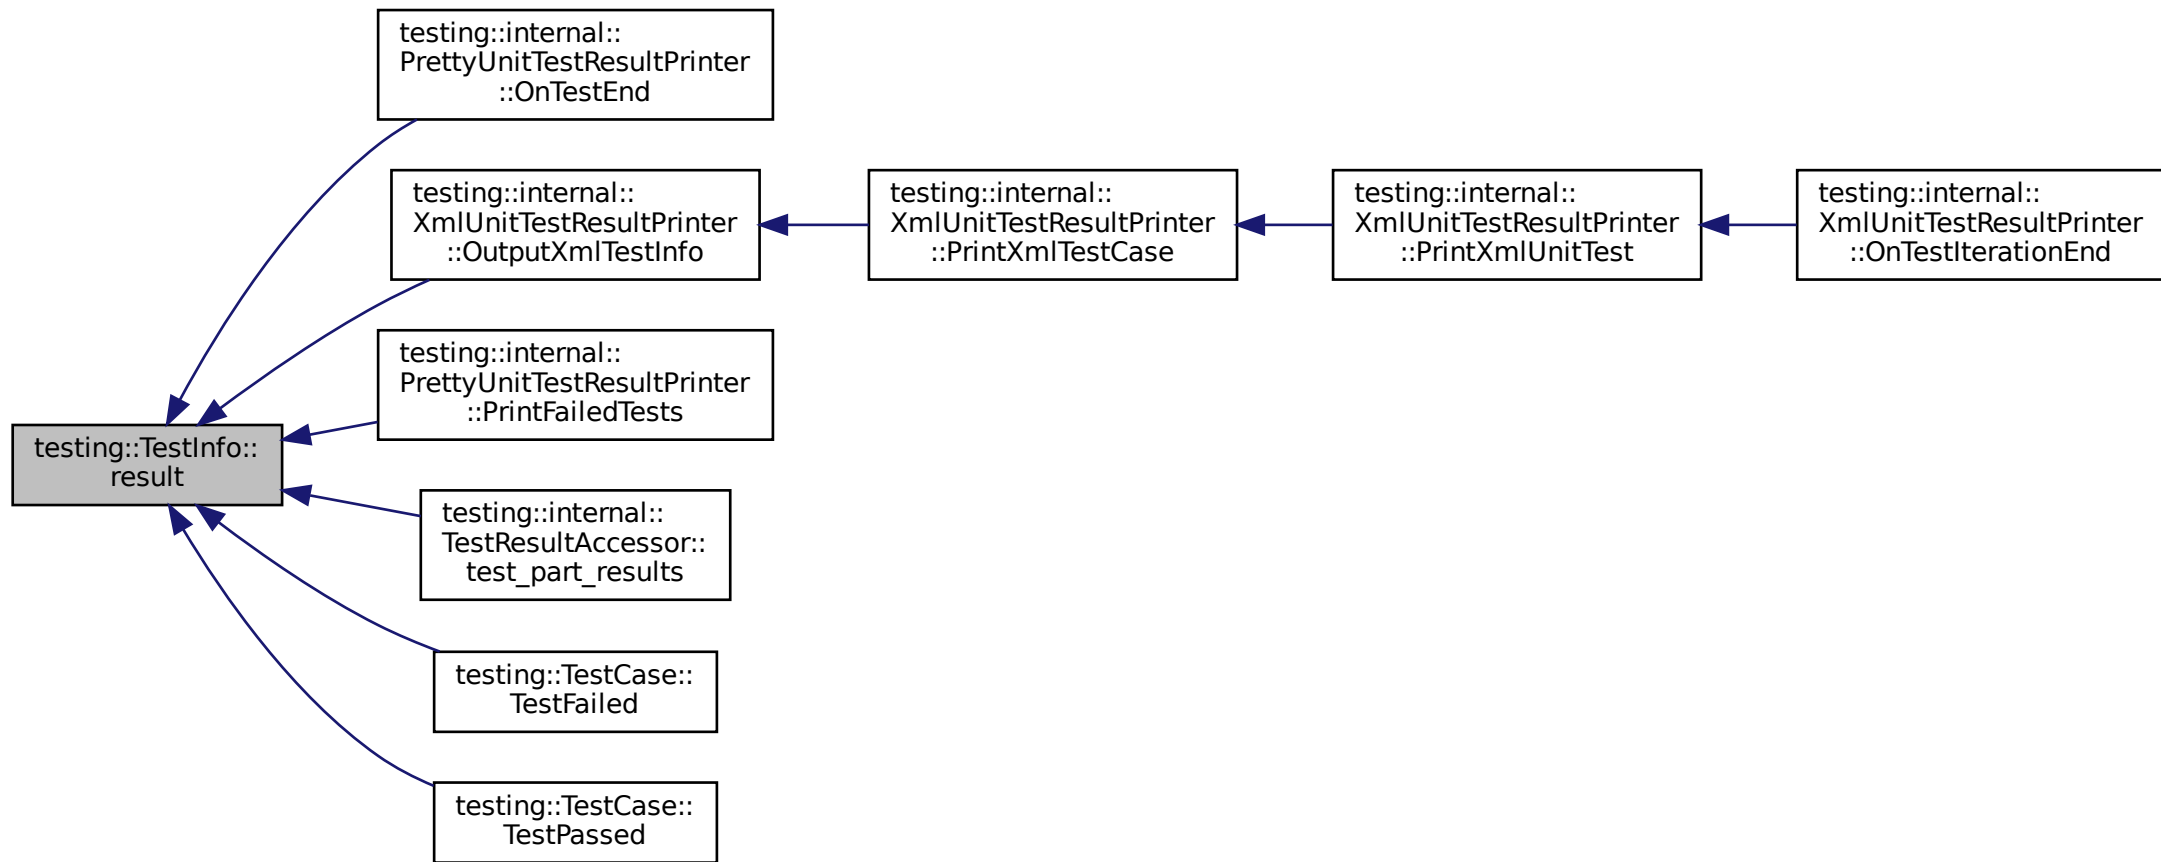 testing::internal::
PrettyUnitTestResultPrinter
::OnTestEnd
testing::internal::
XmlUnitTestResultPrinter
::OutputXmlTestInfo
testing::internal::
XmlUnitTestResultPrinter
::PrintXmlTestCase
testing::internal::
XmlUnitTestResultPrinter
::PrintXmlUnitTest
testing::internal::
XmlUnitTestResultPrinter
::OnTestIterationEnd
testing::internal::
PrettyUnitTestResultPrinter
::PrintFailedTests
testing::TestInfo::
result
testing::internal::
TestResultAccessor::
test_part_results
testing::TestCase::
TestFailed
testing::TestCase::
TestPassed